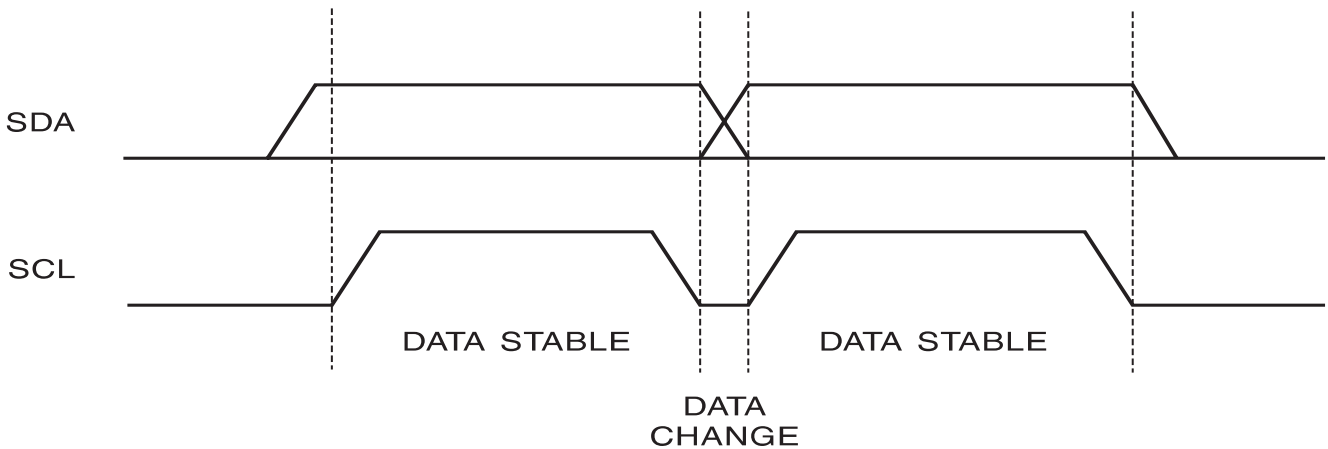 SDA
SCL
DATA STABLE
DATA STABLE
DATA
CHANGE